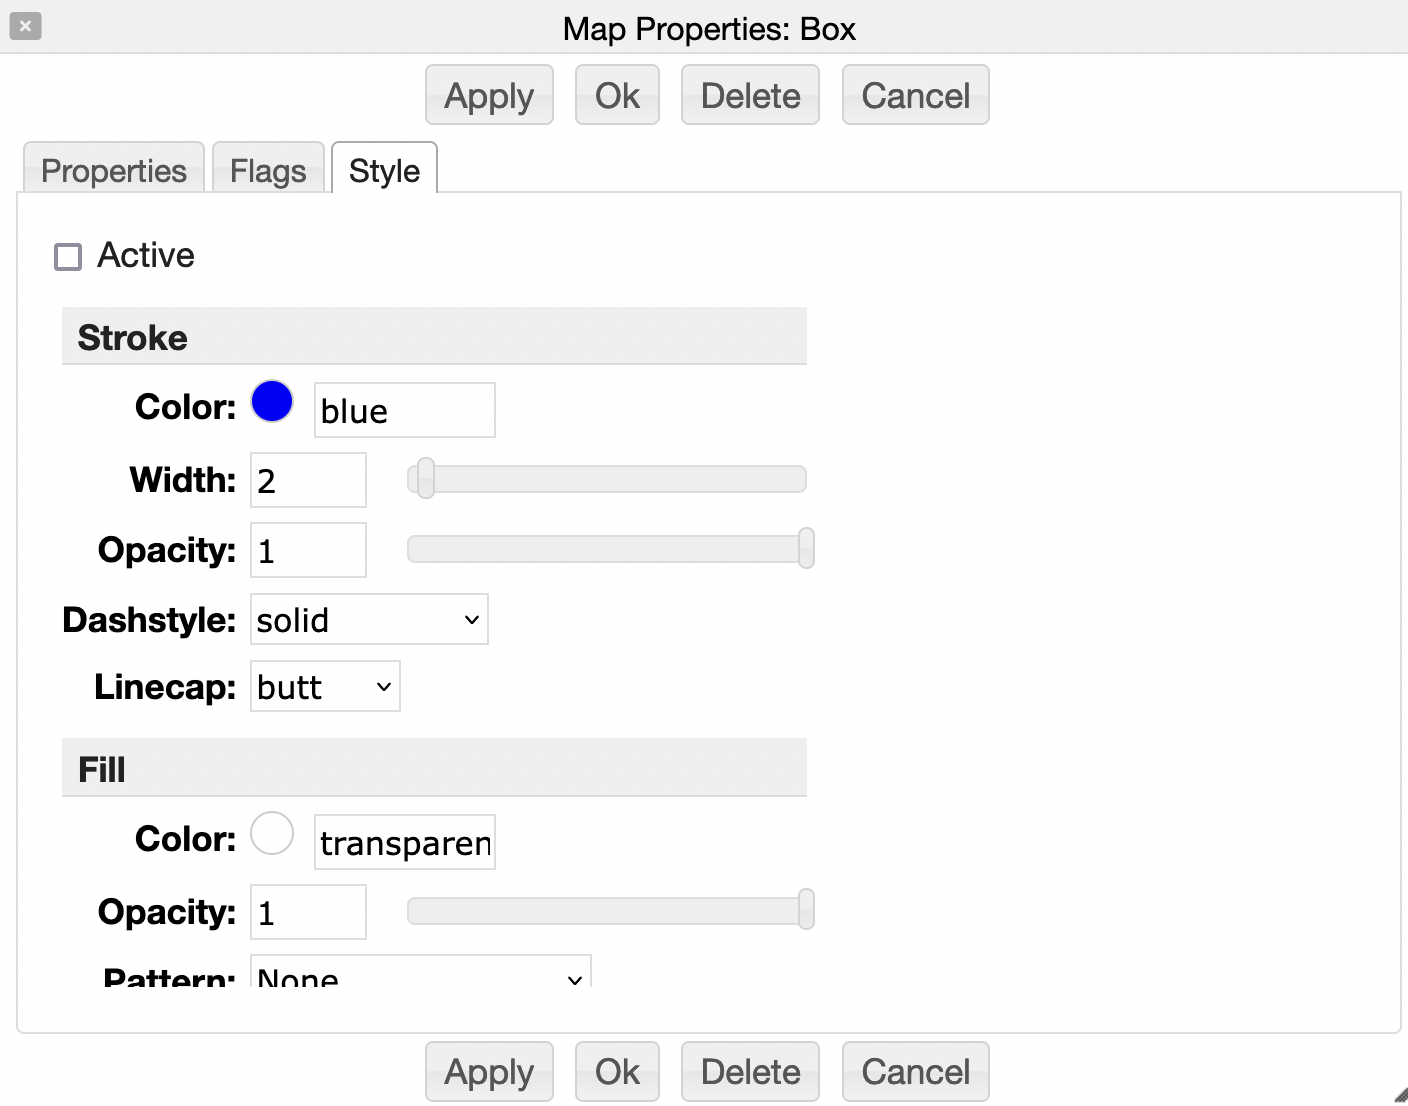 Map Properties: Box
Apply Ok Delete Cancel
Properties Flags Style
Active
Stroke
Color: blue
Width: 2
Opacity: 1
Dashstyle: solid
Linecap: butt
Fill
Color: transparen
Opacity: 1
Pattern: None
Apply Ok Delete Cancel